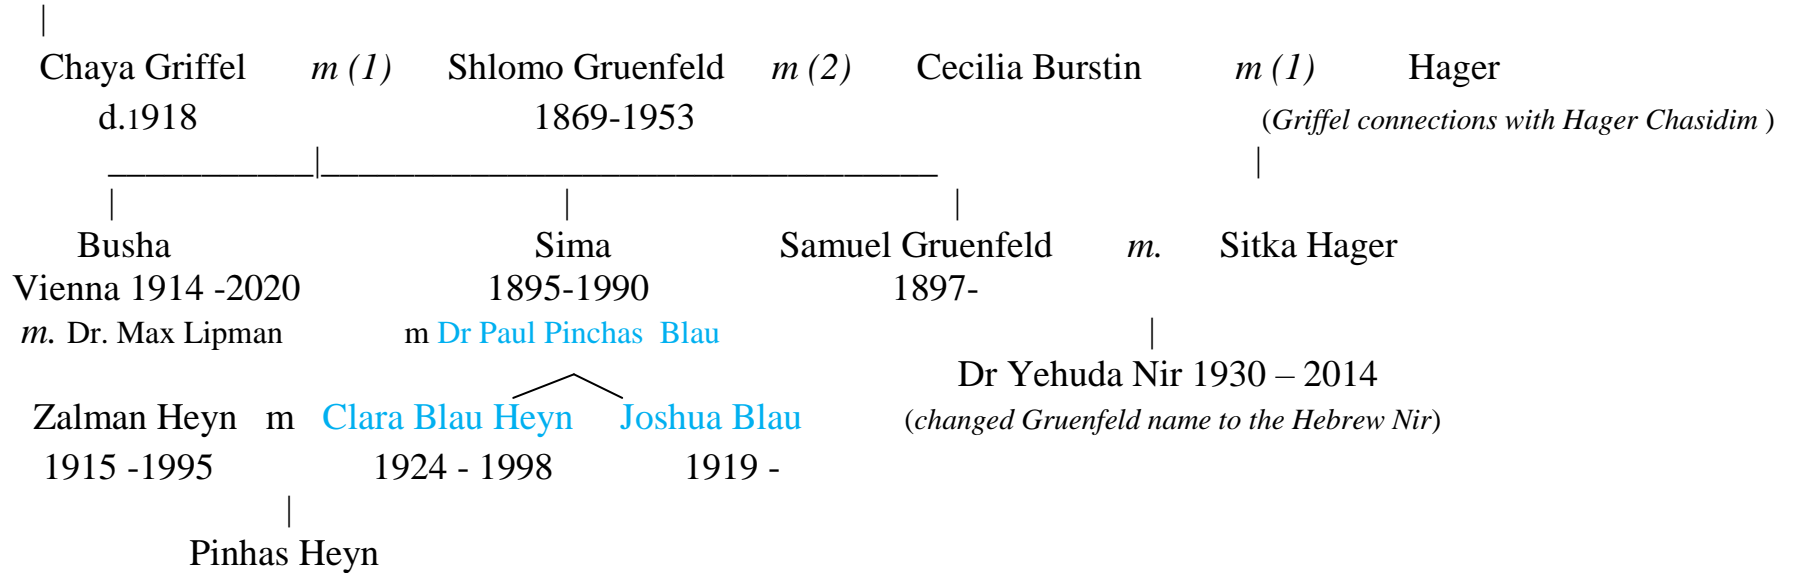 Chaya Griffel m (1) Shlomo Gruenfeld m (2) Cecilia Burstin m (1) Hager
d.1918 1869-1953 (Griffel connections with Hager Chasidim )
Busha Sima Samuel Gruenfeld m. Sitka Hager
Vienna 1914 -2020 1895-1990 1897-
m. Dr. Max Lipman m Dr Paul Pinchas Blau
Dr Yehuda Nir 1930 – 2014
Zalman Heyn m Clara Blau Heyn Joshua Blau (changed Gruenfeld name to the Hebrew Nir)
1915 -1995 1924 - 1998 1919 -
Pinhas Heyn